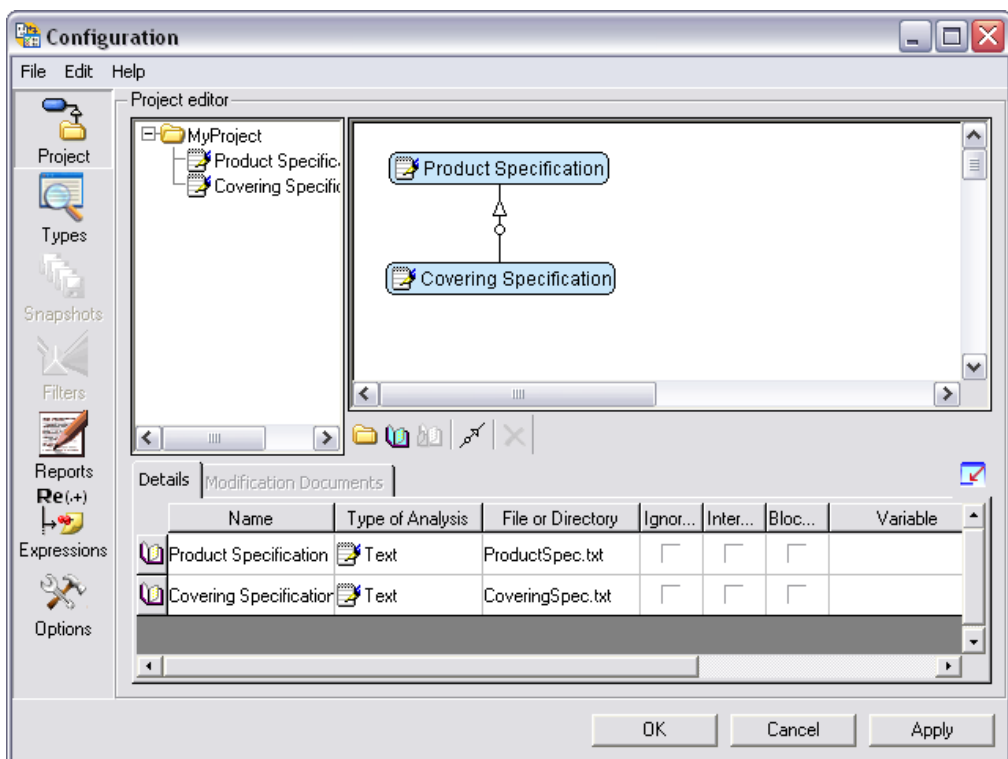 Configuration
File Edit Help
Project
Types
Snapshots
Filters
Reports
Re(.+)
Expressions
Options
Project editor
MyProject
Product Specific
Covering Specific
Product Specification
Covering Specification
Details Modification Documents
Name Type of Analysis File or Directory Ignor... Inter... Bloc... Variable
Product Specification Text ProductSpec.txt
Covering Specification Text CoveringSpec.txt
OK Cancel Apply